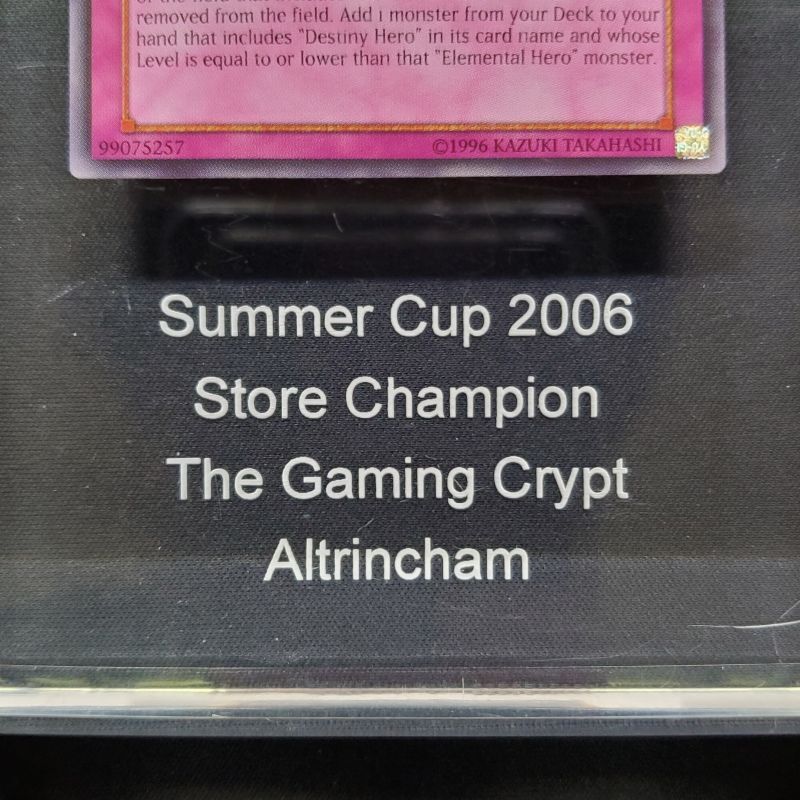 removed from the field. Add 1 monster from your Deck to your
hand that includes "Destiny Hero" in its card name and whose
Level is equal to or lower than that "Elemental Hero" monster.
99075257
©1996 KAZUKI TAKAHASHI
Summer Cup 2006
Store Champion
The Gaming Crypt
Altrincham